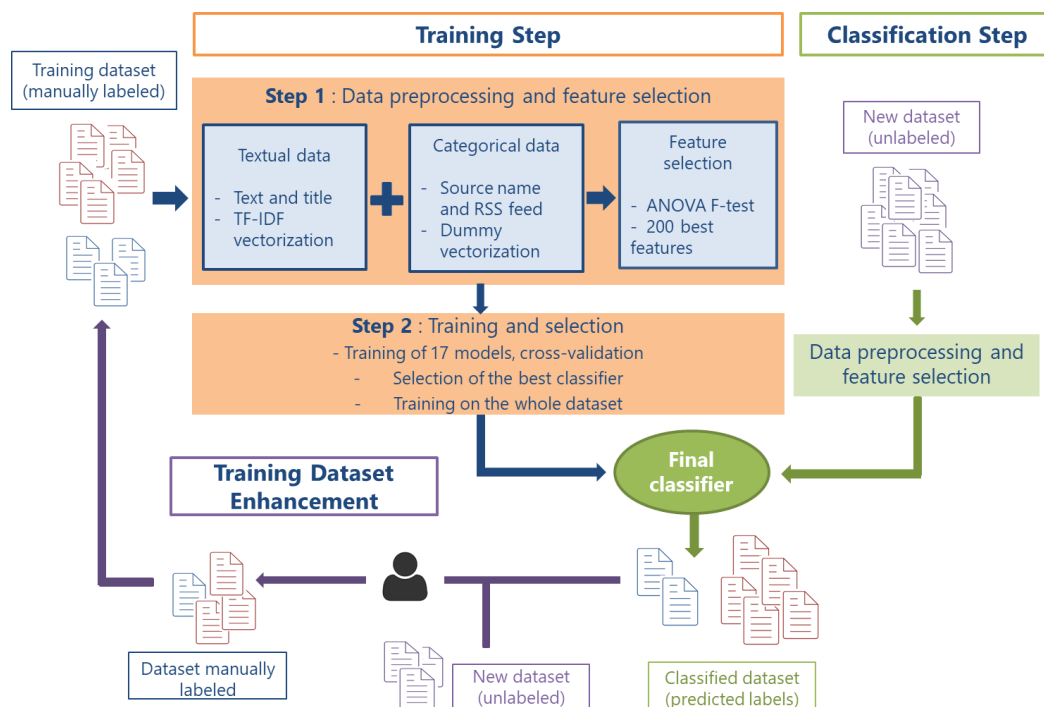 Training Step
Classification Step
Training dataset
(manually labeled)
Step 1 : Data preprocessing and feature selection
Textual data
- Text and title
- TF-IDF
vectorization
Categorical data
- Source name
and RSS feed
- Dummy
vectorization
Feature
selection
- ANOVA F-test
- 200 best
features
New dataset
(unlabeled)
Step 2 : Training and selection
- Training of 17 models, cross-validation
- Selection of the best classifier
- Training on the whole dataset
Data preprocessing and
feature selection
Training Dataset
Enhancement
Final
classifier
Dataset manually
labeled
New dataset
(unlabeled)
Classified dataset
(predicted labels)